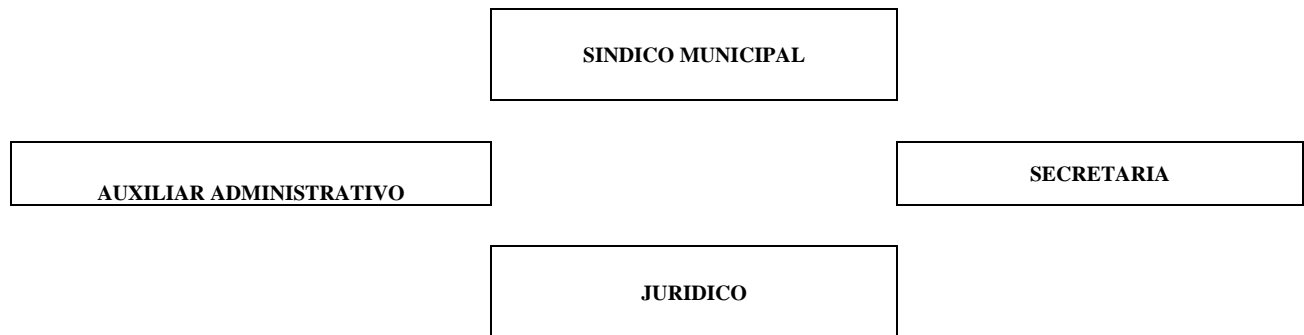 SINDICO MUNICIPAL
AUXILIAR ADMINISTRATIVO
SECRETARIA
JURIDICO